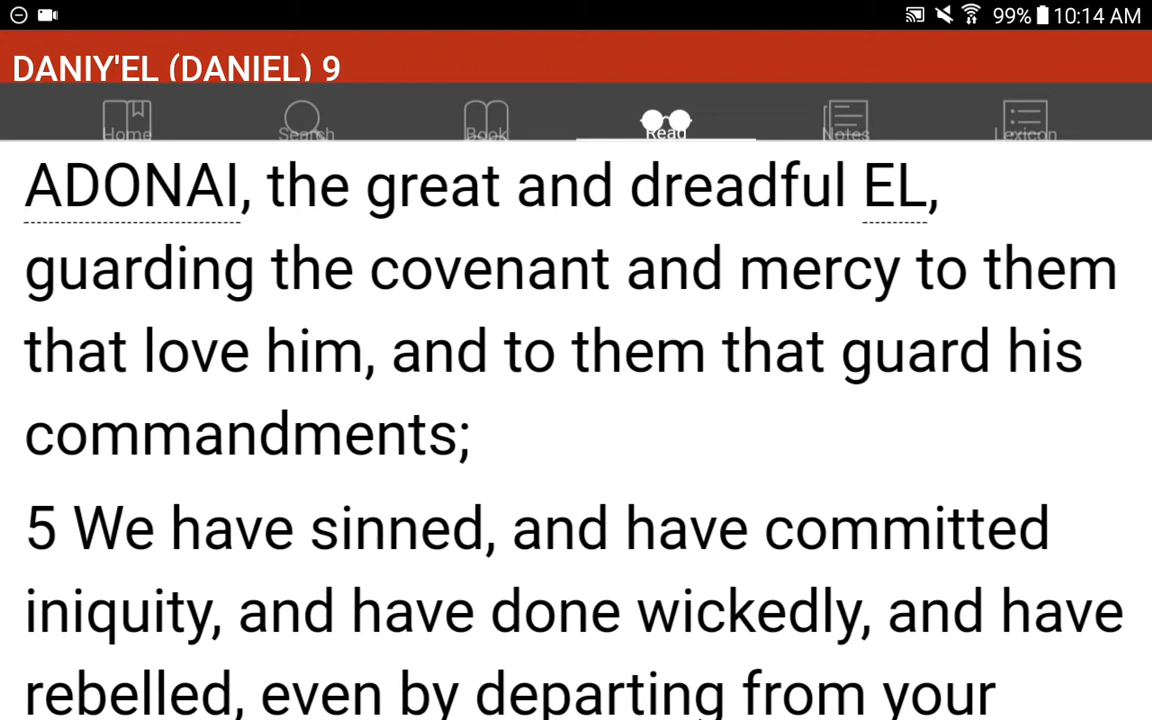 99% 10:14 AM
DANIY'EL (DANIEL) 9
Home Search Book Read Notes Lexicon
ADONAI, the great and dreadful EL,
guarding the covenant and mercy to them
that love him, and to them that guard his
commandments;
5 We have sinned, and have committed
iniquity, and have done wickedly, and have
rebelled, even by departing from your